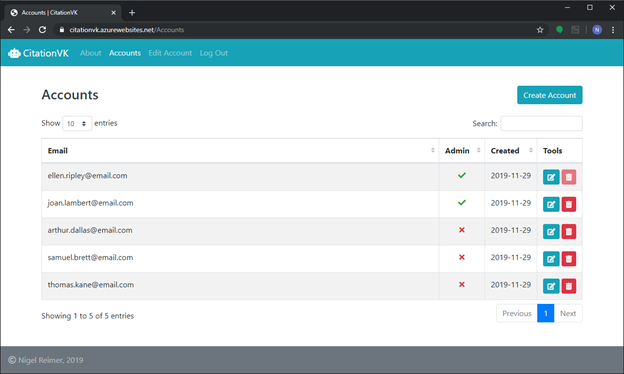 Accounts | CitationVK
citationvk.azurewebsites.net/Accounts
N
CitationVK About Accounts Edit Account Log Out
Accounts
Create Account
Show 10 entries
Search:
Email Admin Created Tools
ellen.ripley@email.com 2019-11-29
joan.lambert@email.com 2019-11-29
arthur.dallas@email.com 2019-11-29
samuel.brett@email.com 2019-11-29
thomas.kane@email.com 2019-11-29
Showing 1 to 5 of 5 entries
Previous 1 Next
© Nigel Reimer, 2019